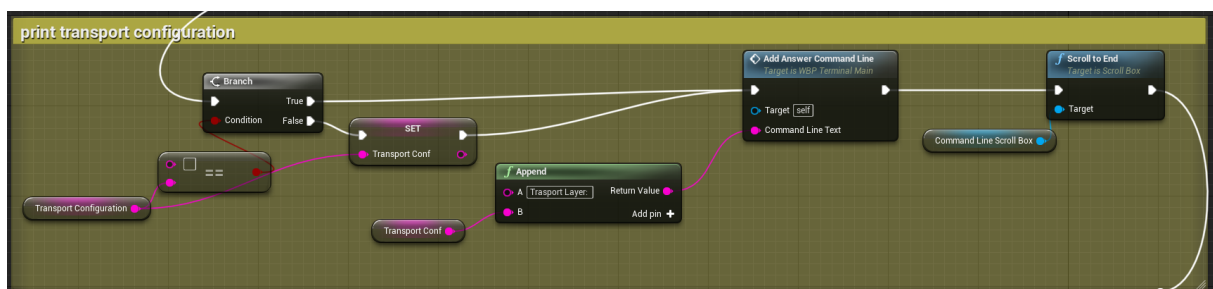 print transport configuration
Branch
True
Condition
False
SET
Transport Conf
==
Transport Configuration
Append
A Trasport Layer:
Return Value
B
Add pin +
Transport Conf
Add Answer Command Line
Target is WBP Terminal Main
Target self
Command Line Text
Command Line Scroll Box
f Scroll to End
Target is Scroll Box
Target